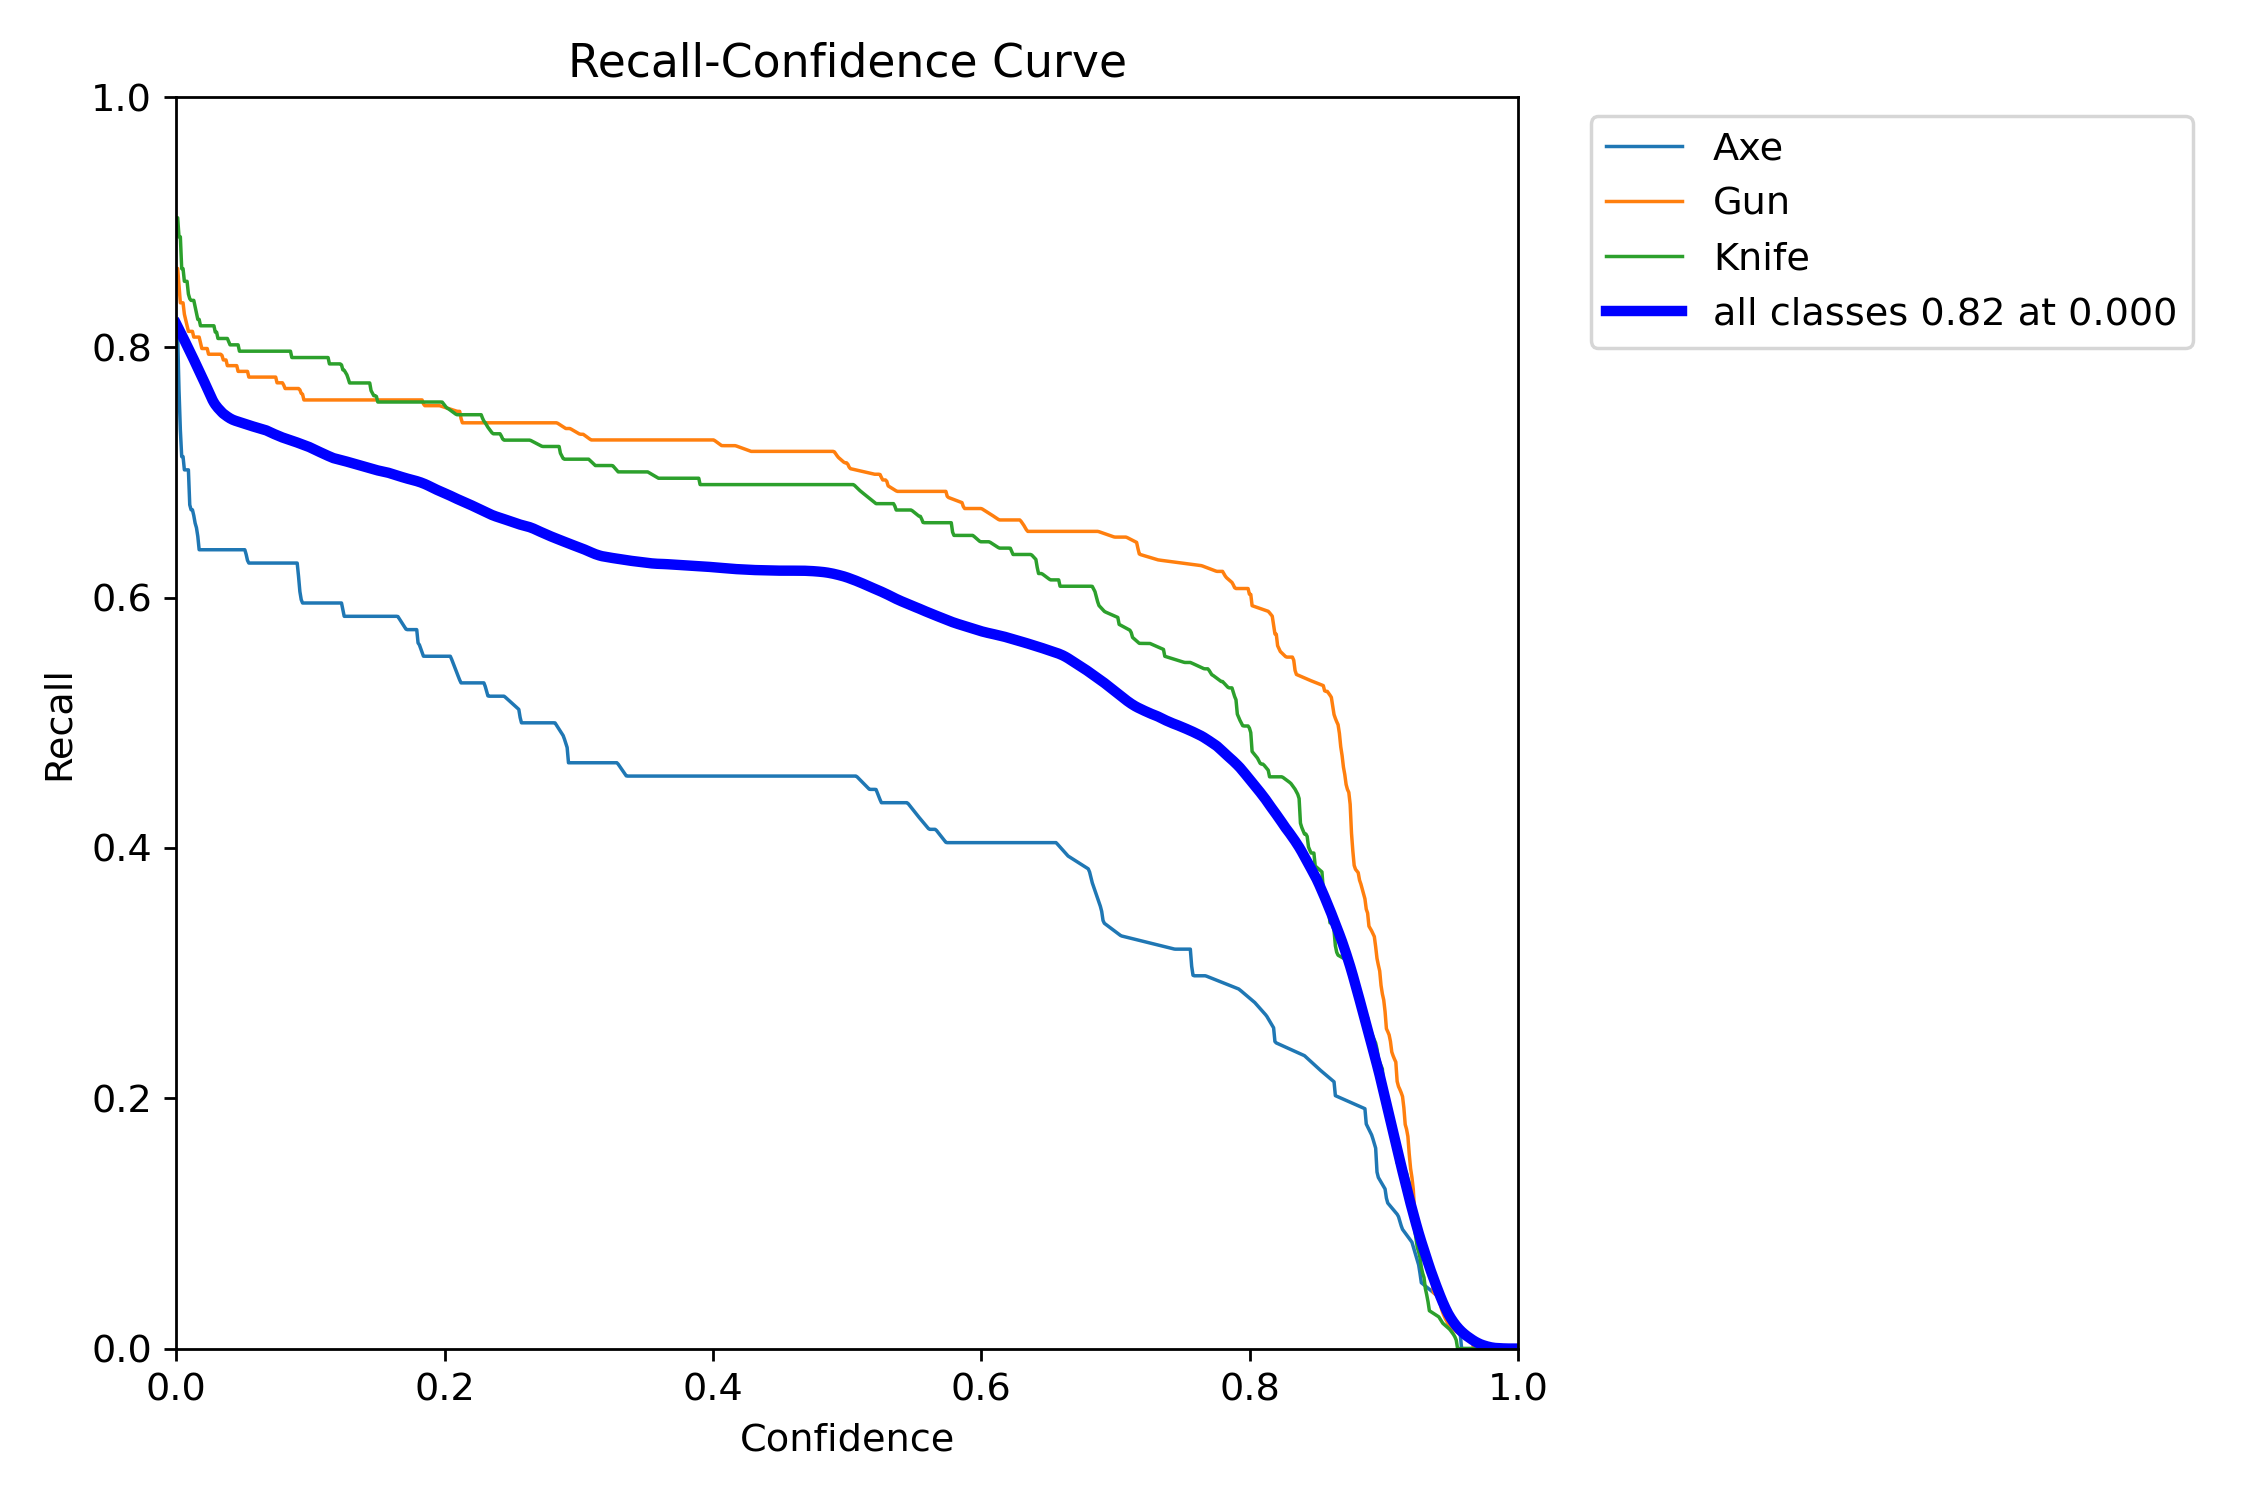 Recall-Confidence Curve
1.0
0.8
0.6
0.4
0.2
0.0
Recall
0.0 0.2 0.4 0.6 0.8 1.0
Confidence
Axe
Gun
Knife
all classes 0.82 at 0.000